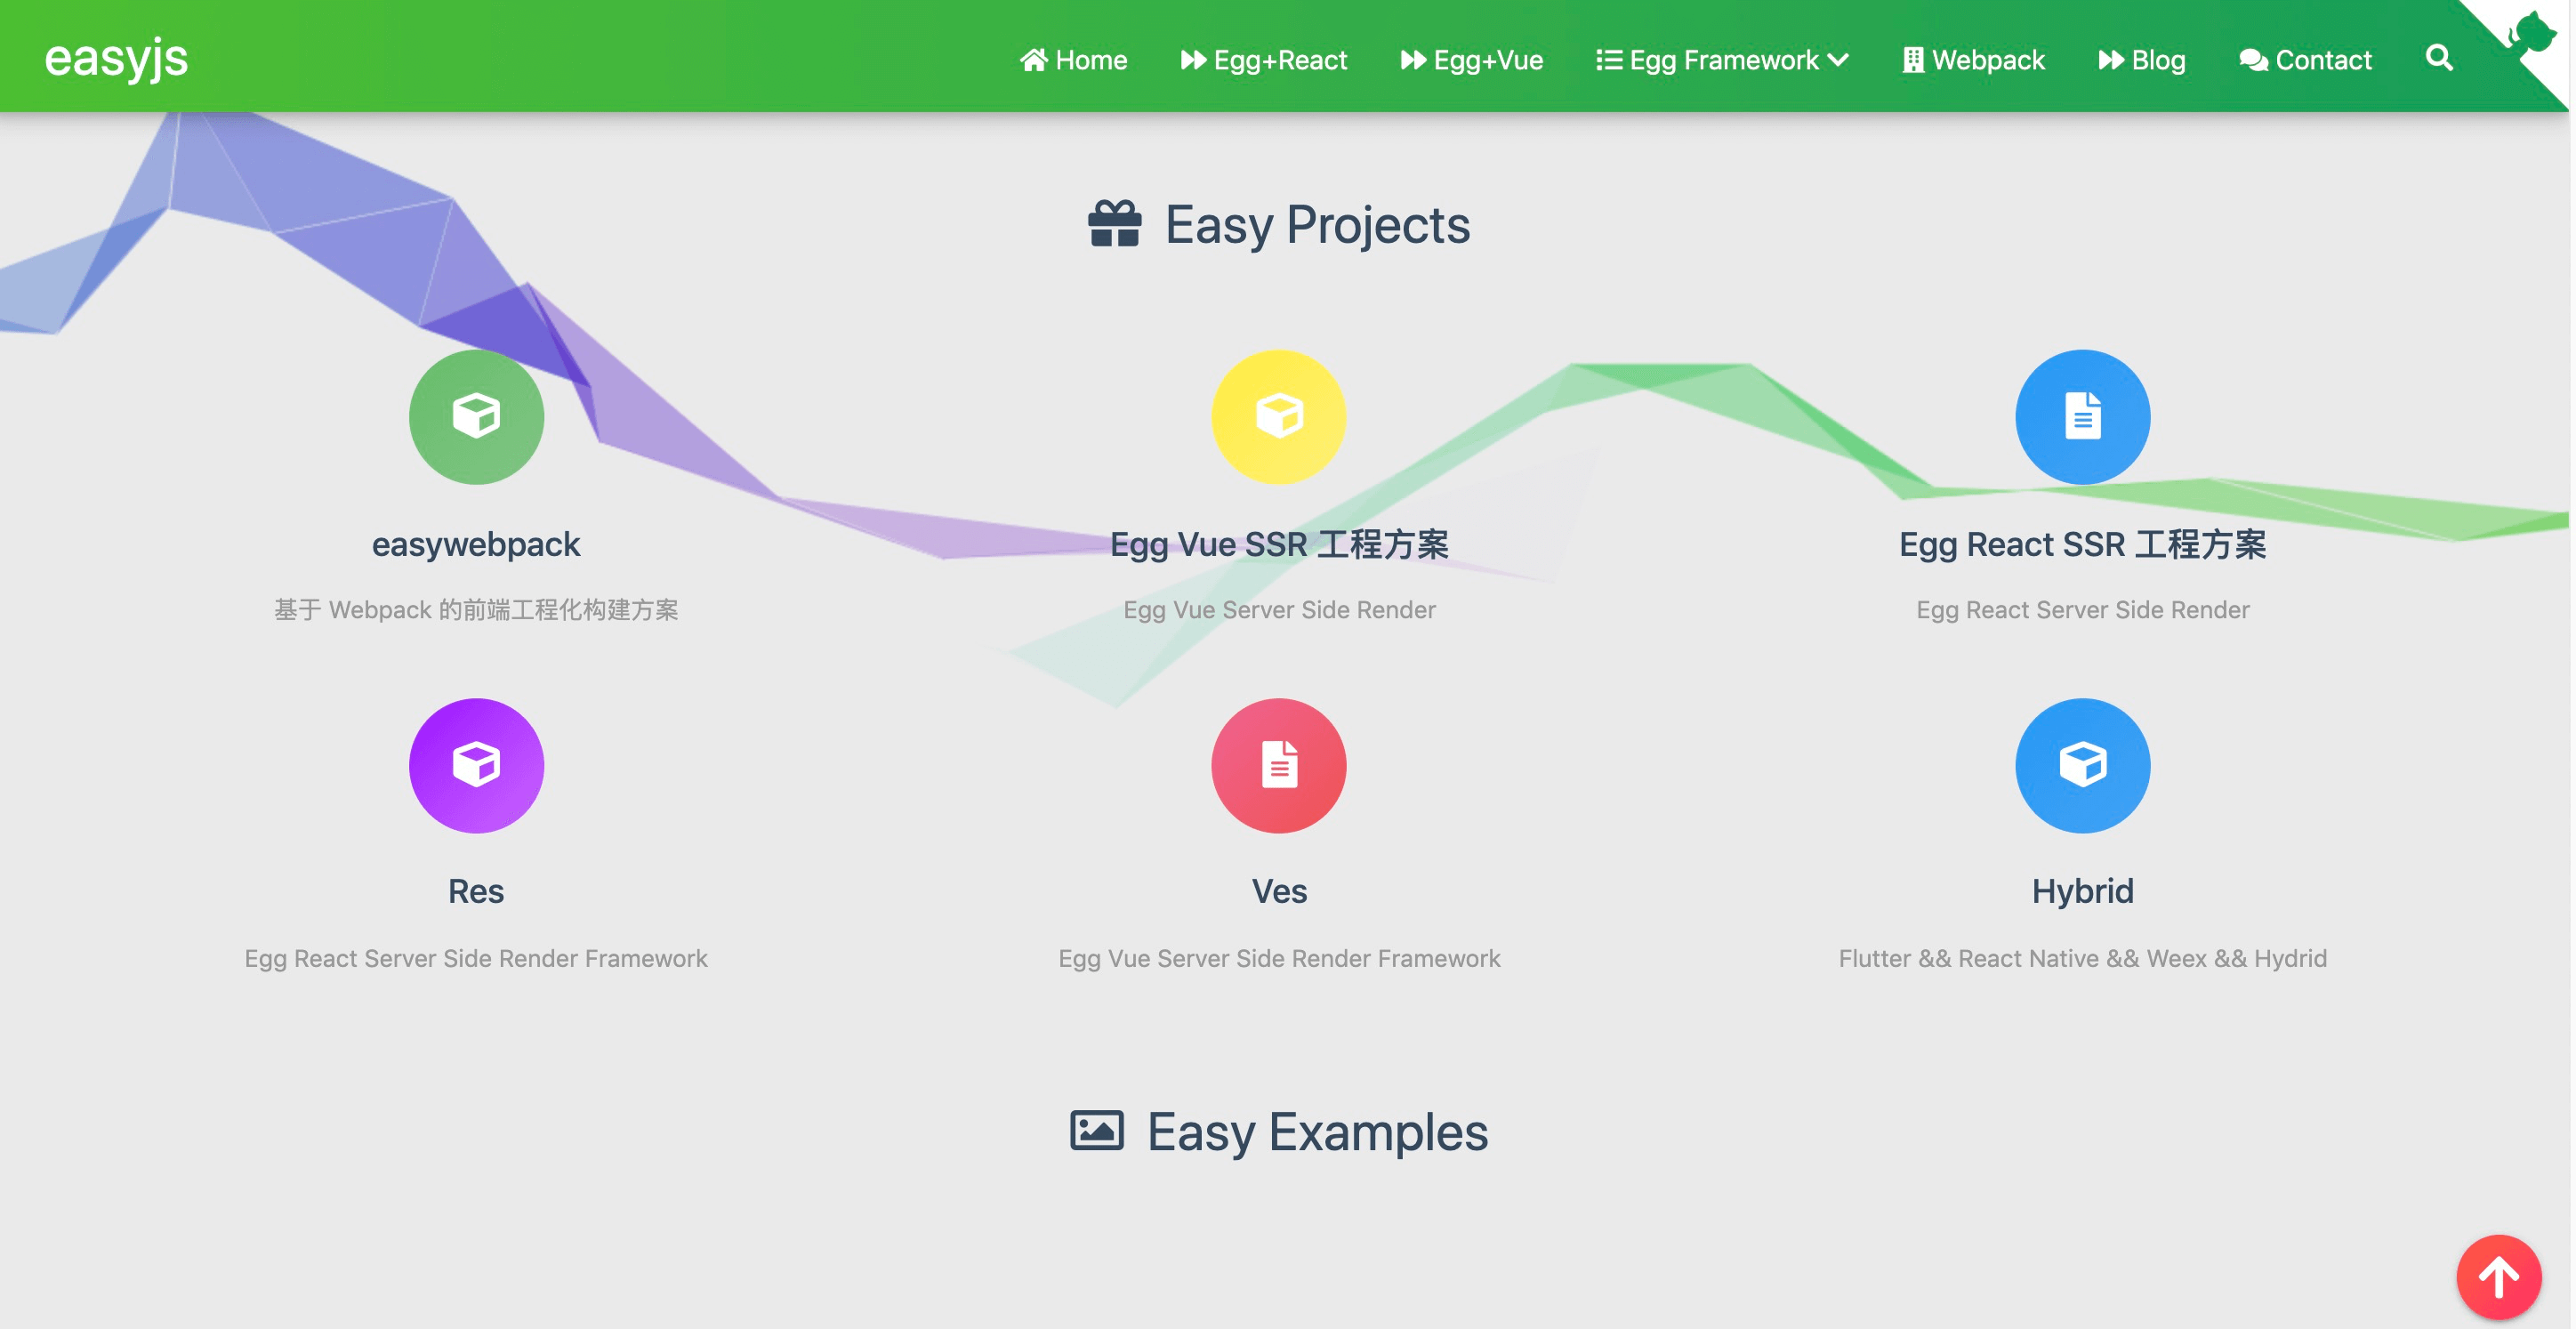 easyjs
Home
Egg+React
Egg+Vue
Egg Framework
Webpack
Blog
Contact
Easy Projects
easywebpack
基于 Webpack 的前端工程化构建方案
Egg Vue SSR 工程方案
Egg Vue Server Side Render
Egg React SSR 工程方案
Egg React Server Side Render
Res
Egg React Server Side Render Framework
Ves
Egg Vue Server Side Render Framework
Hybrid
Flutter && React Native && Weex && Hydrid
Easy Examples